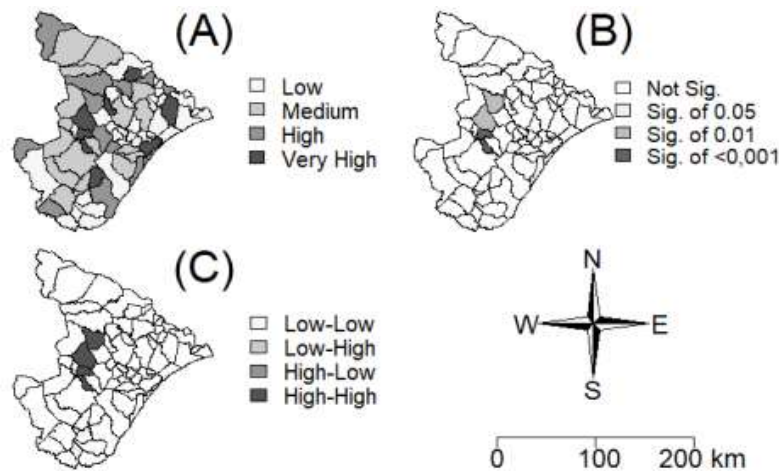 (A)
Low
Medium
High
Very High
(B)
Not Sig.
Sig. of 0.05
Sig. of 0.01
Sig. of <0,001
(C)
Low-Low
Low-High
High-Low
High-High
N
W E
S
0 100 200 km